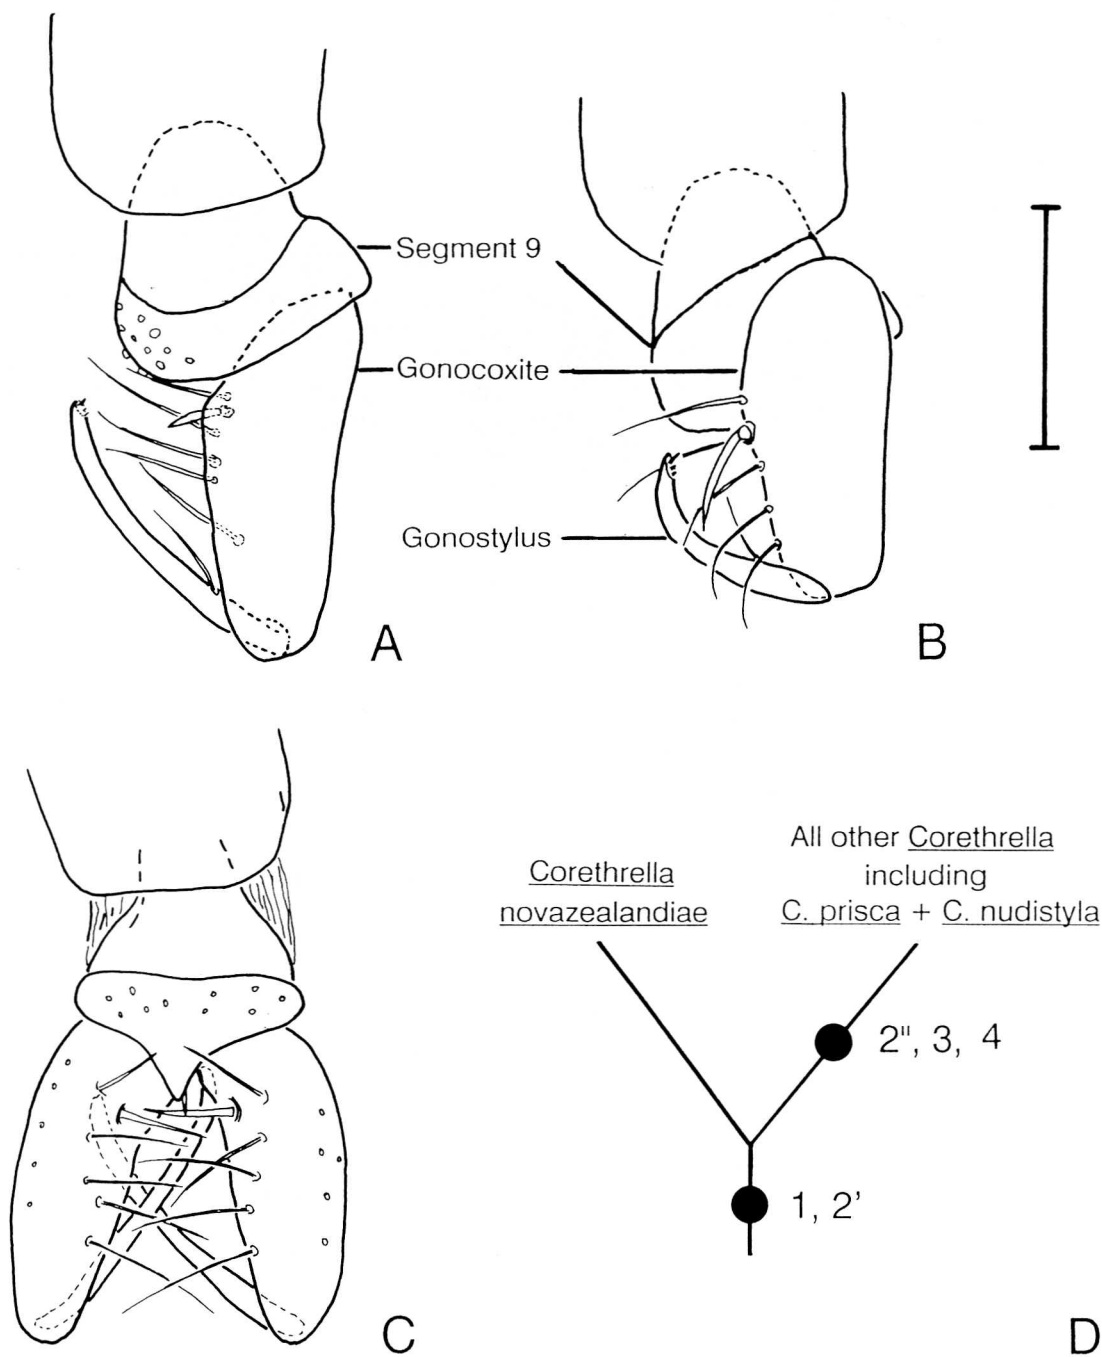 Segment 9
Gonocoxite
Gonostylus
A
B
Corethrella
novazealandiae
All other Corethrella
including
C. prisca + C. nudistyla
2", 3, 4
1, 2'
C
D